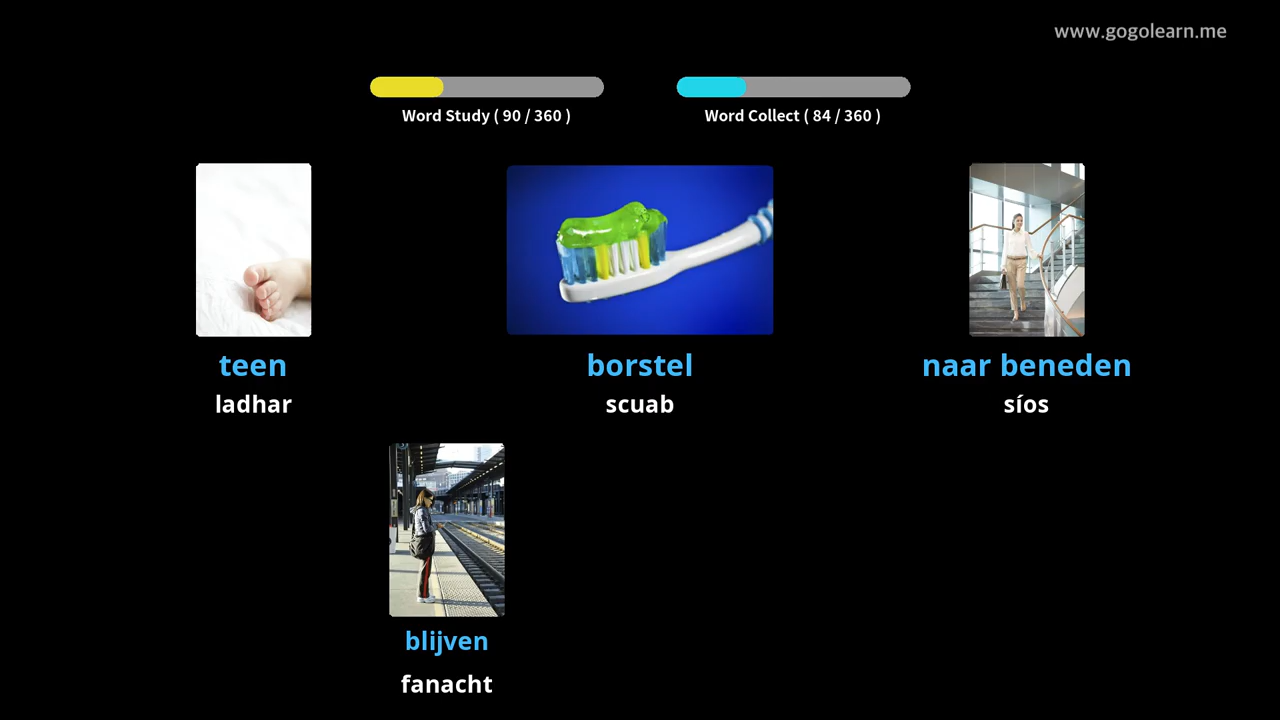 www.gogolearn.me
Word Study ( 90 / 360 )
Word Collect ( 84 / 360 )
teen
ladhar
borstel
scuab
naar beneden
síos
blijven
fanacht